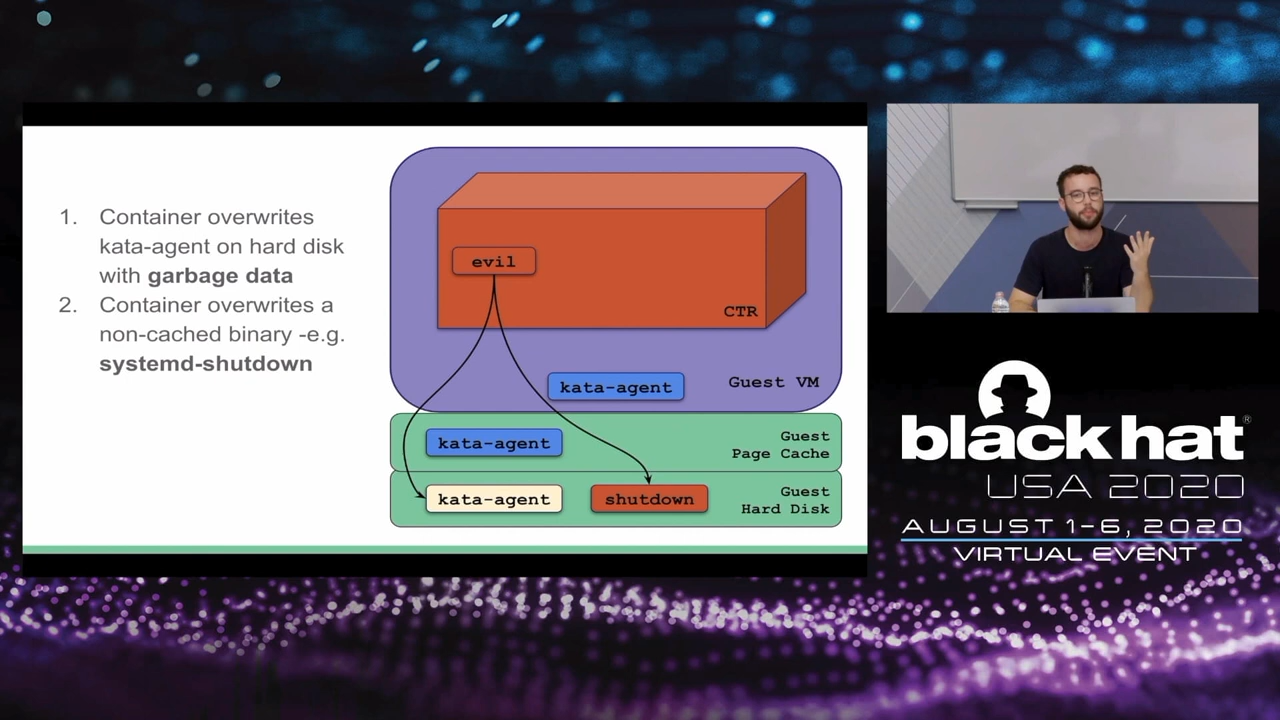 1. Container overwrites
kata-agent on hard disk
with garbage data
2. Container overwrites a
non-cached binary -e.g.
systemd-shutdown
evil
CTR
kata-agent
Guest VM
kata-agent
Guest
Page Cache
kata-agent
shutdown
Guest
Hard Disk
black hat®
USA 2020
AUGUST 1-6, 2020
VIRTUAL EVENT